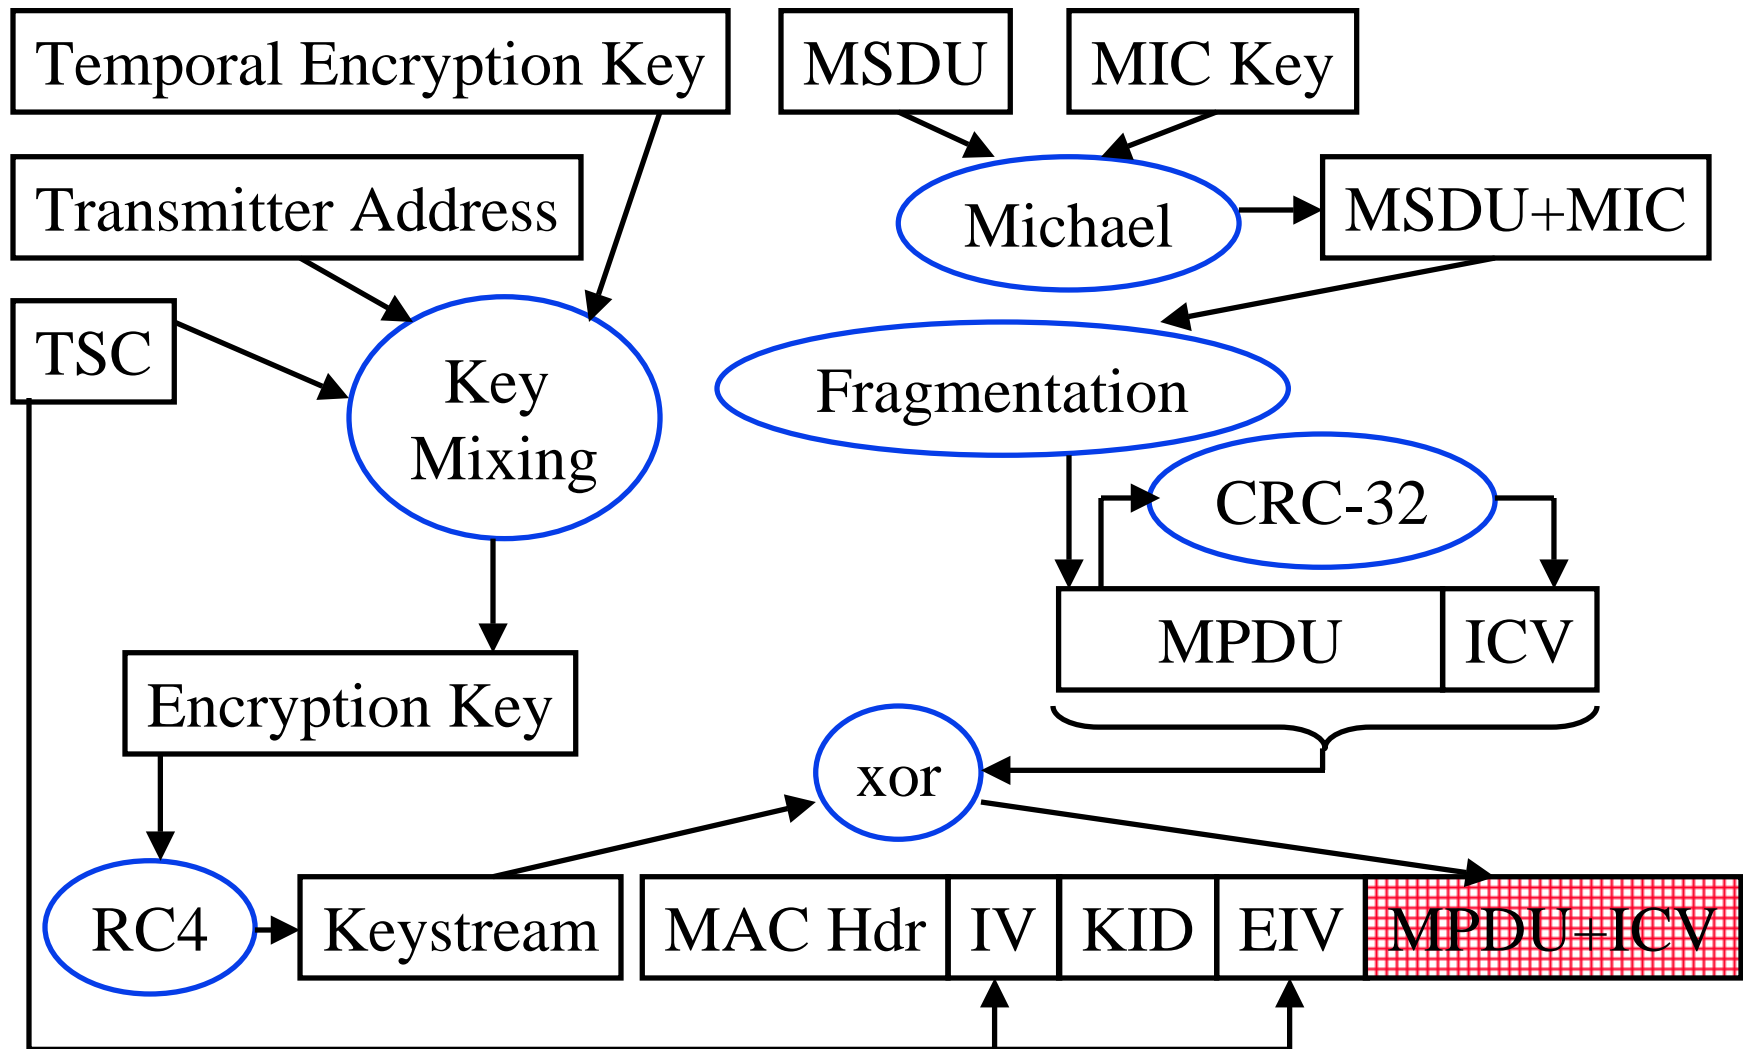 Temporal Encryption Key
MSDU
MIC Key
Transmitter Address
Michael
MSDU+MIC
TSC
Key
Mixing
Fragmentation
CRC-32
MPDU
ICV
Encryption Key
xor
RC4
Keystream
MAC Hdr
IV
KID
EIV
MPDU+ICV